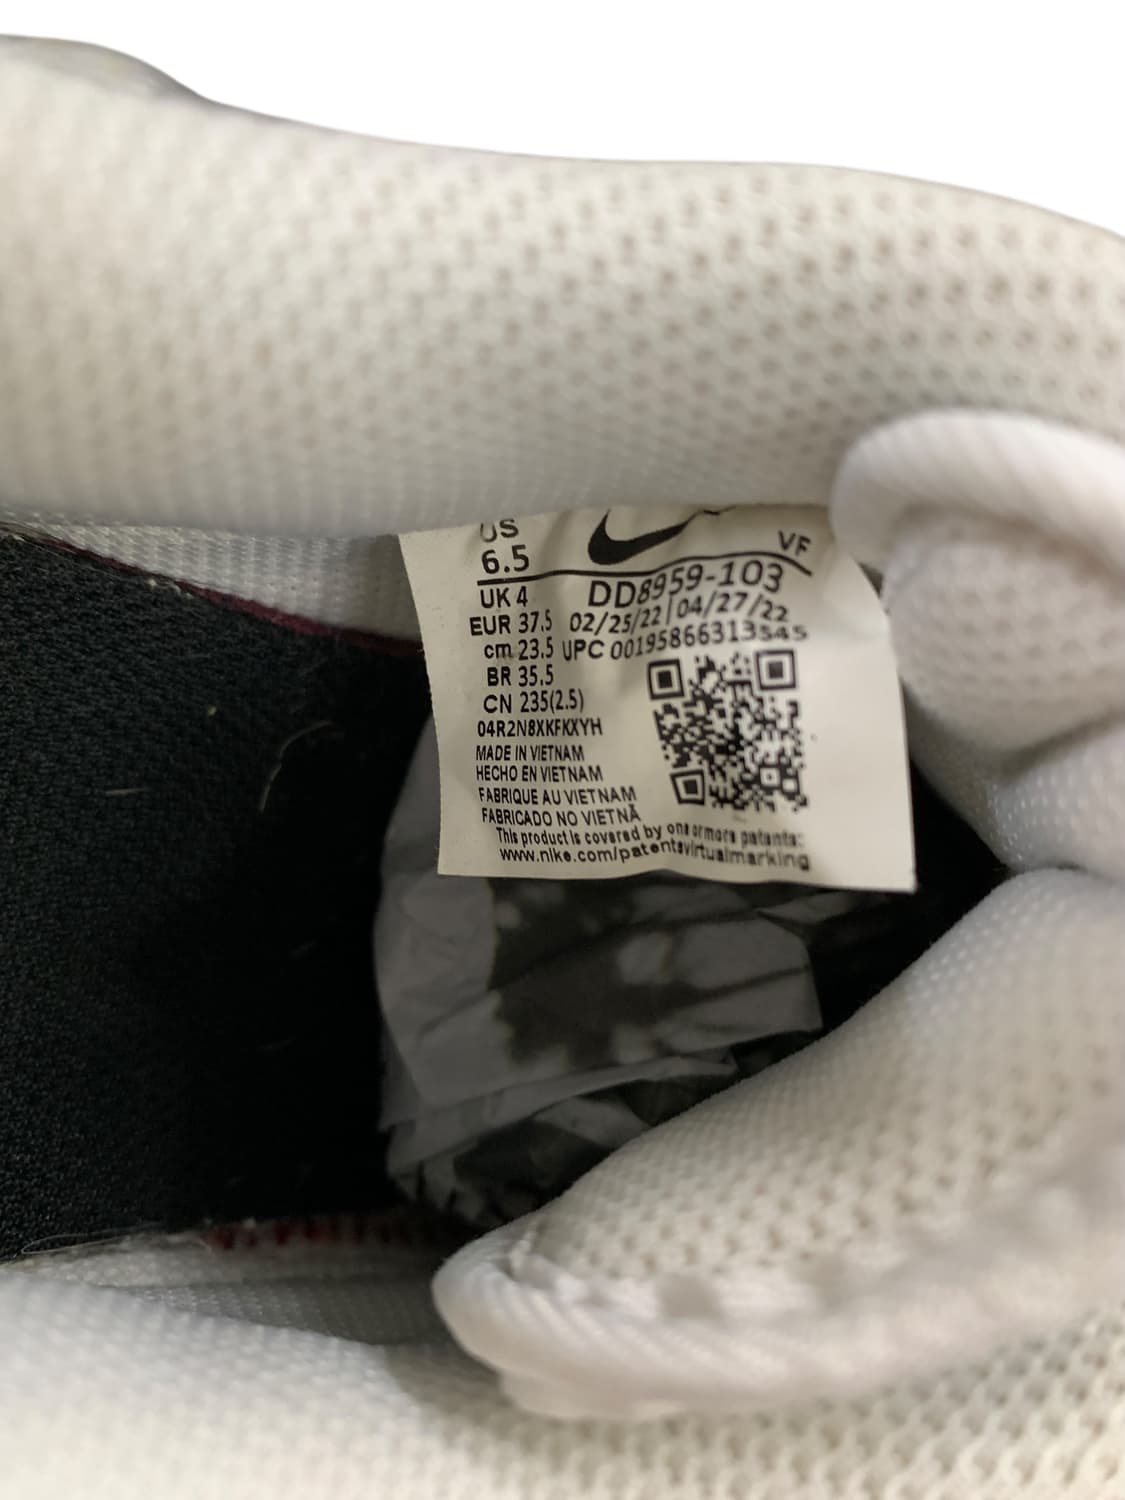 US
6.5
VF
UK 4
DD8959-103
EUR 37.5
02/25/22 | 04/27/22
cm 23.5
UPC 00195866313545
BR 35.5
CN 235(2.5)
04R2N8XKFKXYH
MADE IN VIETNAM
HECHO EN VIETNAM
FABRIQUE AU VIETNAM
FABRICADO NO VIETNÃ
This product is covered by one or more patents:
www.nike.com/patentsvirtualmarking